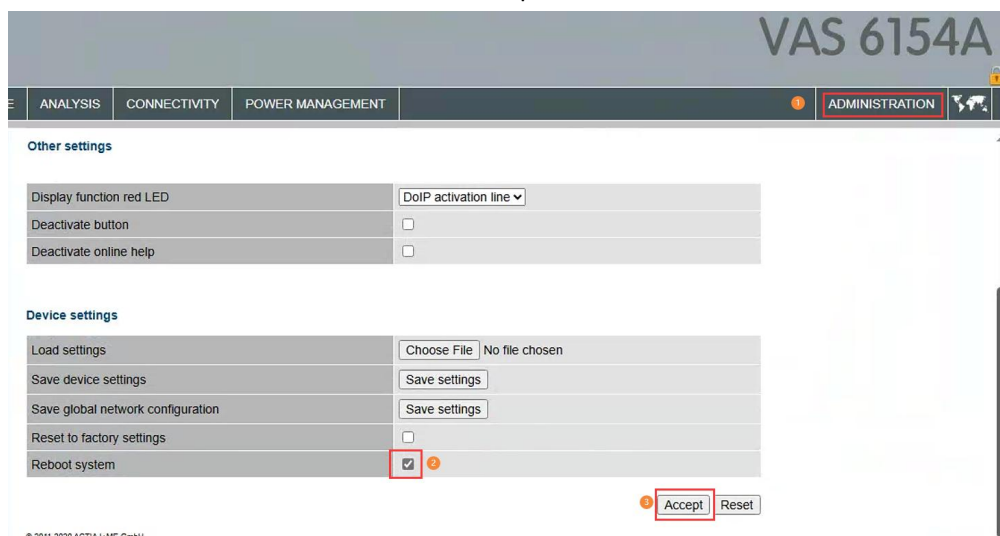 VAS 6154A
ANALYSIS CONNECTIVITY POWER MANAGEMENT 1 ADMINISTRATION
Other settings
Display function red LED DoIP activation line
Deactivate button
Deactivate online help
Device settings
Load settings Choose File No file chosen
Save device settings Save settings
Save global network configuration Save settings
Reset to factory settings
Reboot system 2
3 Accept Reset